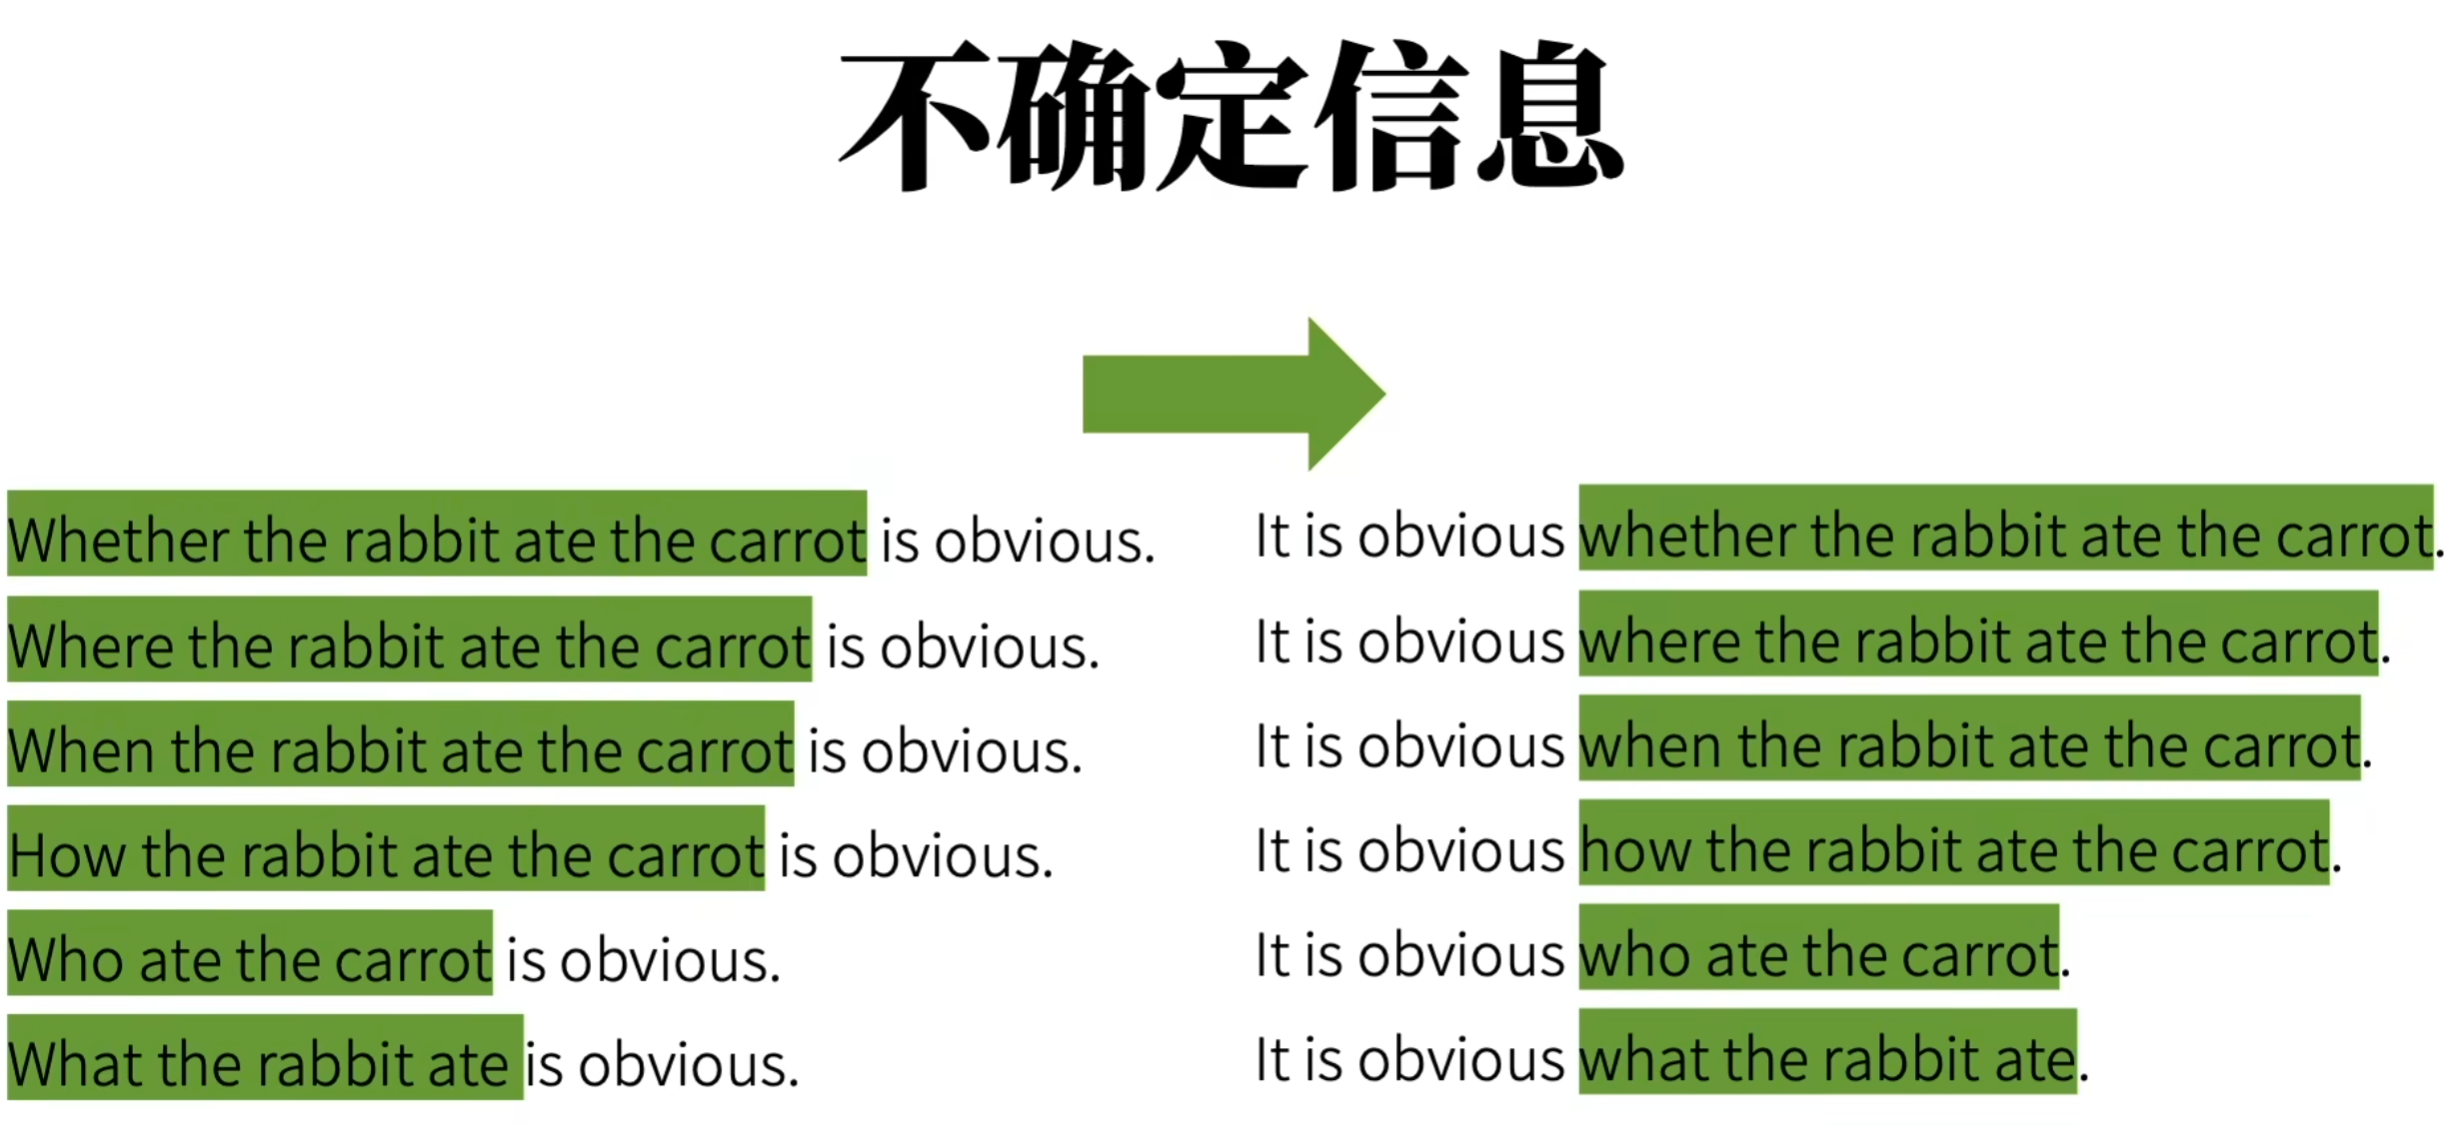 不确定信息
Whether the rabbit ate the carrot is obvious.
Where the rabbit ate the carrot is obvious.
When the rabbit ate the carrot is obvious.
How the rabbit ate the carrot is obvious.
Who ate the carrot is obvious.
What the rabbit ate is obvious.
It is obvious whether the rabbit ate the carrot.
It is obvious where the rabbit ate the carrot.
It is obvious when the rabbit ate the carrot.
It is obvious how the rabbit ate the carrot.
It is obvious who ate the carrot.
It is obvious what the rabbit ate.